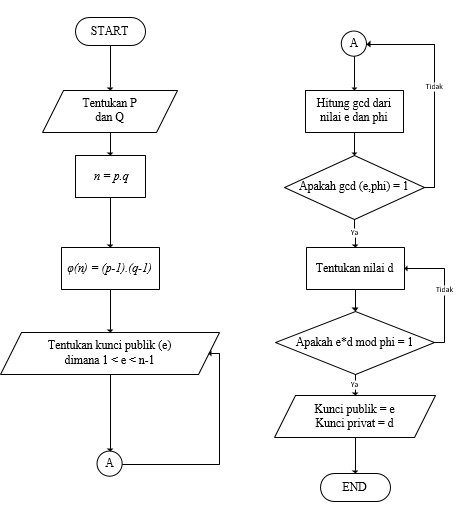 START
Tentukan P
dan Q
n = p.q
φ(n) = (p-1).(q-1)
Tentukan kunci publik (e)
dimana 1 < e < n-1
A
A
Tidak
Hitung gcd dari
nilai e dan phi
Apakah gcd (e,phi) = 1
Ya
Tentukan nilai d
Tidak
Apakah e*d mod phi = 1
Ya
Kunci publik = e
Kunci privat = d
END